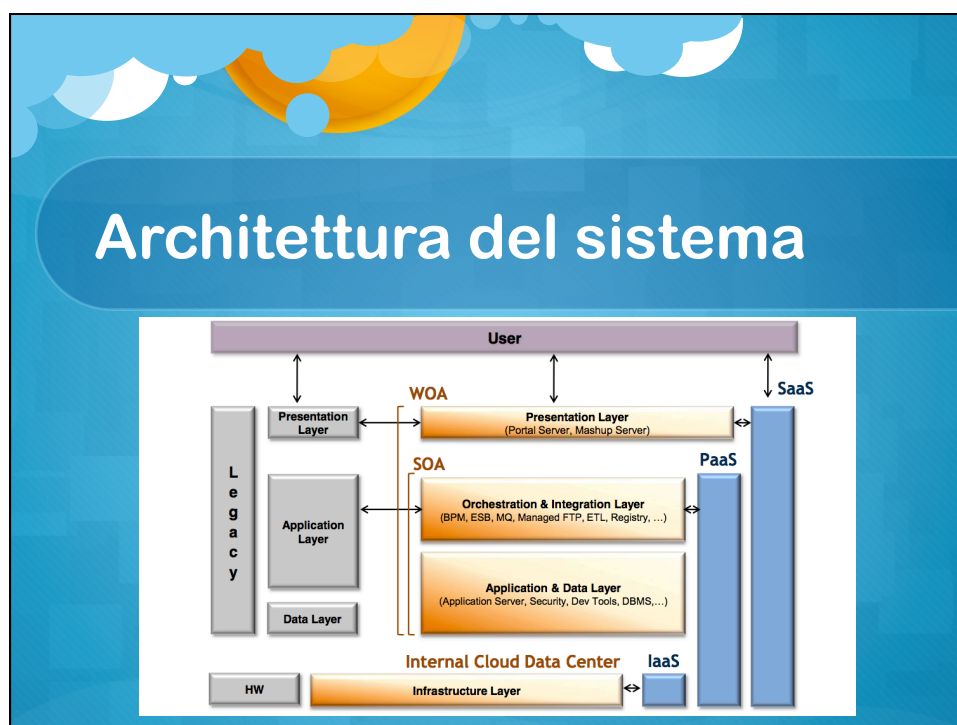 Architettura del sistema
User
SaaS
WOA
Presentation
Layer
Presentation Layer
(Portal Server, Mashup Server)
PaaS
SOA
Legacy
Application
Layer
Orchestration & Integration Layer
(BPM, ESB, MQ, Managed FTP, ETL, Registry, ...)
Application & Data Layer
(Application Server, Security, Dev Tools, DBMS,...)
Data Layer
Internal Cloud Data Center
IaaS
HW
Infrastructure Layer